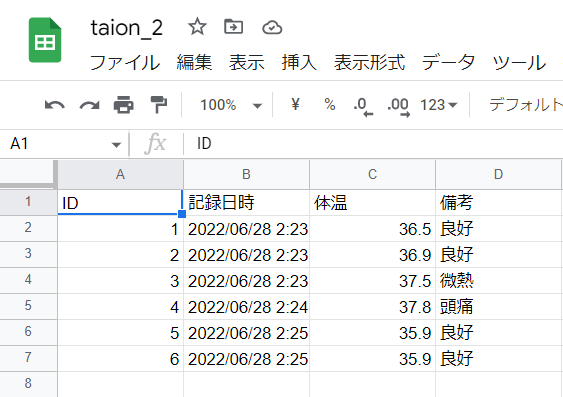 taion_2
ファイル 編集 表示 挿入 表示形式 データ ツール
100% ¥ % .0 .00 123 デフォルト
A1 fx ID
A B C D
1 ID 記録日時 体温 備考
2 1 2022/06/28 2:23 36.5 良好
3 2 2022/06/28 2:23 36.9 良好
4 3 2022/06/28 2:23 37.5 微熱
5 4 2022/06/28 2:24 37.8 頭痛
6 5 2022/06/28 2:25 35.9 良好
7 6 2022/06/28 2:25 35.9 良好
8